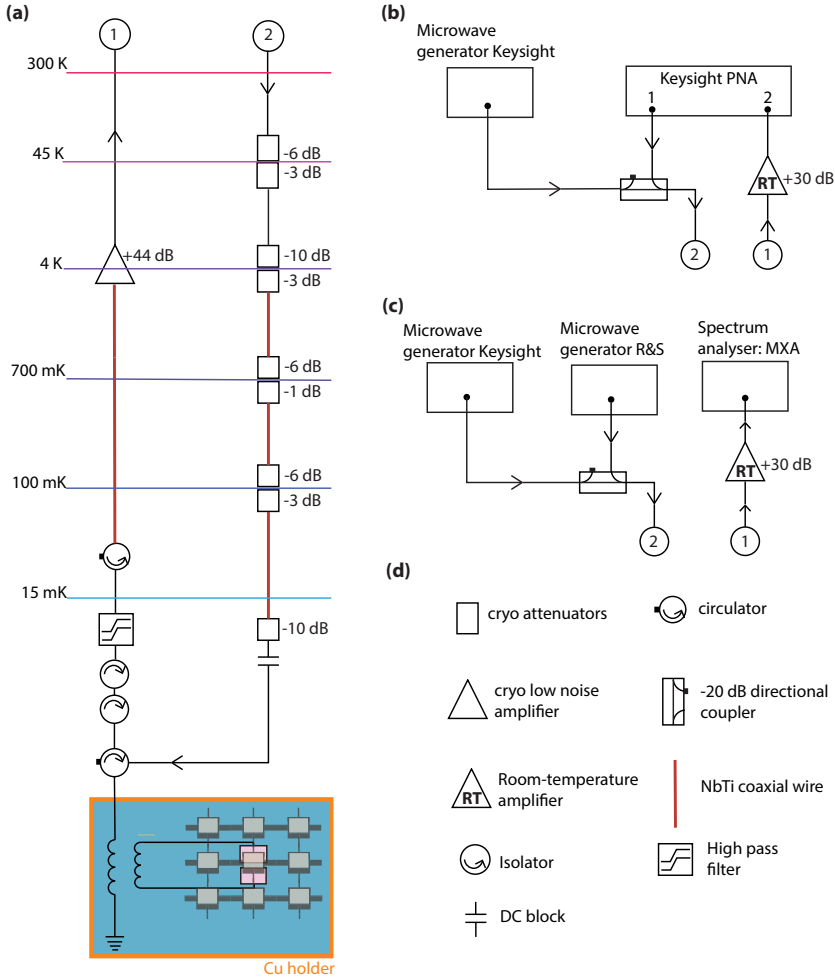 (a)
1
2
300 K
45 K
-6 dB
-3 dB
4 K
+44 dB
-10 dB
-3 dB
700 mK
-6 dB
-1 dB
100 mK
-6 dB
-3 dB
15 mK
-10 dB
Cu holder
(b)
Microwave
generator Keysight
Keysight PNA
1
2
RT
+30 dB
2
1
(c)
Microwave
generator Keysight
Microwave
generator R&S
Spectrum
analyser: MXA
RT
+30 dB
2
1
(d)
cryo attenuators
circulator
cryo low noise
amplifier
-20 dB directional
coupler
RT
Room-temperature
amplifier
NbTi coaxial wire
Isolator
High pass
filter
DC block